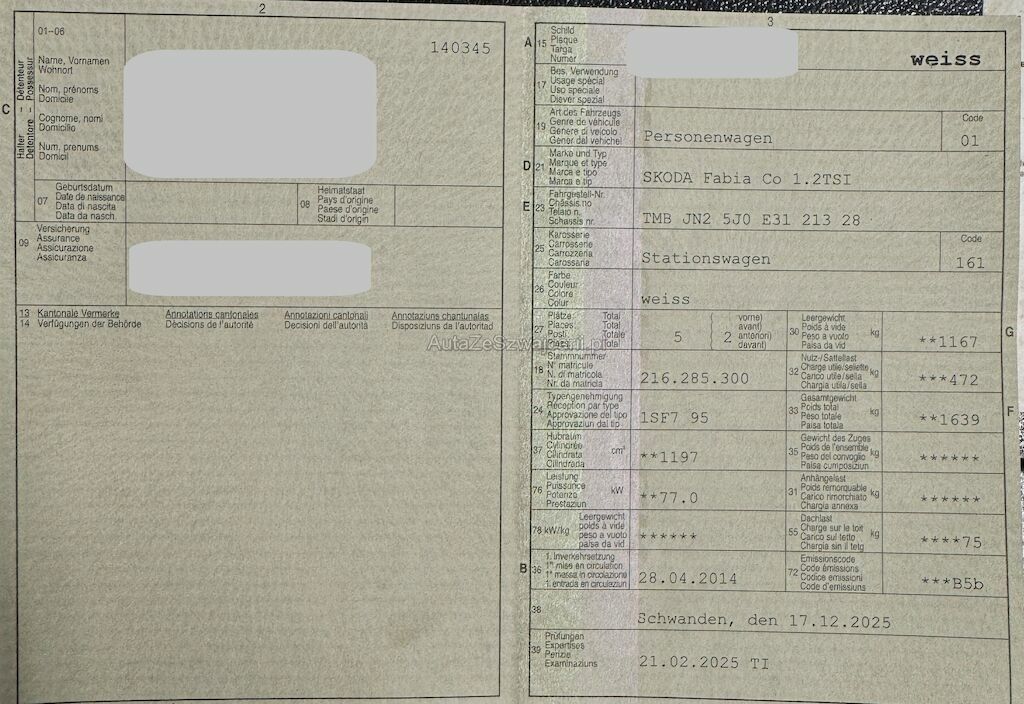 2
01--06
140345
C
Détenteur
Possessur
Halter
Detentore
Name, Vornamen
Wohnort
Nom, prénoms
Domicile
Cognome, nomi
Domicilio
Num, prenums
Domicil
07
Geburtsdatum
Date de naissance
Data di nascita
Data da nasch.
08
Heimatstaat
Pays d'origine
Paese d'origine
Stadi d'origin
09
Versicherung
Assurance
Assicurazione
Assicuranza
13 Kantonale Vermerke
14 Verfügungen der Behörde
Annotations cantonales
Décisions de l'autorité
Annotazioni cantonali
Decisioni dell'autorità
Annotaziuns chantunalas
Disposiziuns da l'autoritad
AutaZeSzwajcarii.pl
3
A 15
Schild
Plaque
Targa
Numer
weiss
17
Bes. Verwendung
Usage spécial
Uso speciale
Diever spezial
19
Art des Fahrzeugs
Genre de véhicule
Genere di veicolo
Gener dal vehichel
Personenwagen
Code
01
D 21
Marke und Typ
Marque et type
Marca e tipo
Marca e tip
SKODA Fabia Co 1.2TSI
E 23
Fahrgestell-Nr.
Châssis no
Telaio n.
Schassis nr.
TMB JN2 5J0 E31 213 28
25
Karosserie
Carrosserie
Carrozzeria
Carossaria
Stationswagen
Code
161
26
Farbe
Couleur
Colore
Colur
weiss
27
Plätze Total
Places Total
Posti Totale
Total
5
2
vorne)
avant)
anteriori)
davant)
G
30
Leergewicht
Poids à vide
Peso a vuoto
Paisa da vid
kg
**1167
18
Stammnummer
N° matricule
N. di matricola
Nr. da matricla
216.285.300
32
Nutz-/Sattellast
Charge utile/sellette
Carico utile/sella
Chargia utila/sella
kg
***472
24
Typengenehmigung
Réception par type
Approvazione del tipo
Approvaziun dal tip
1SF7 95
F
33
Gesamtgewicht
Poids total
Peso totale
Paisa totala
kg
**1639
37
Hubraum
Cylindrée
Cilindrata
Cilindrada
cm³
**1197
35
Gewicht des Zuges
Poids de l'ensemble
Peso del convoglio
Paisa cumposiziun
kg
******
76
Leistung
Puissance
Potenza
Prestaziun
kW
**77.0
31
Anhängelast
Poids remorquable
Carico rimorchiato
Chargia annexa
kg
******
78 kW/kg
Leergewicht
poids à vide
peso a vuoto
paisa da vid
******
55
Dachlast
Charge sur le toit
Carico sul tetto
Chargia sin il tetg
kg
****75
B 36
1. Inverkehrsetzung
1re mise en circulation
1a messa in circolazione
1. entrada en circulaziun
28.04.2014
72
Emissionscode
Code émissions
Codice emissioni
Code d'emissiuns
***B5b
38
Schwanden, den 17.12.2025
39
Prüfungen
Expertises
Perizie
Examinaziuns
21.02.2025 TI